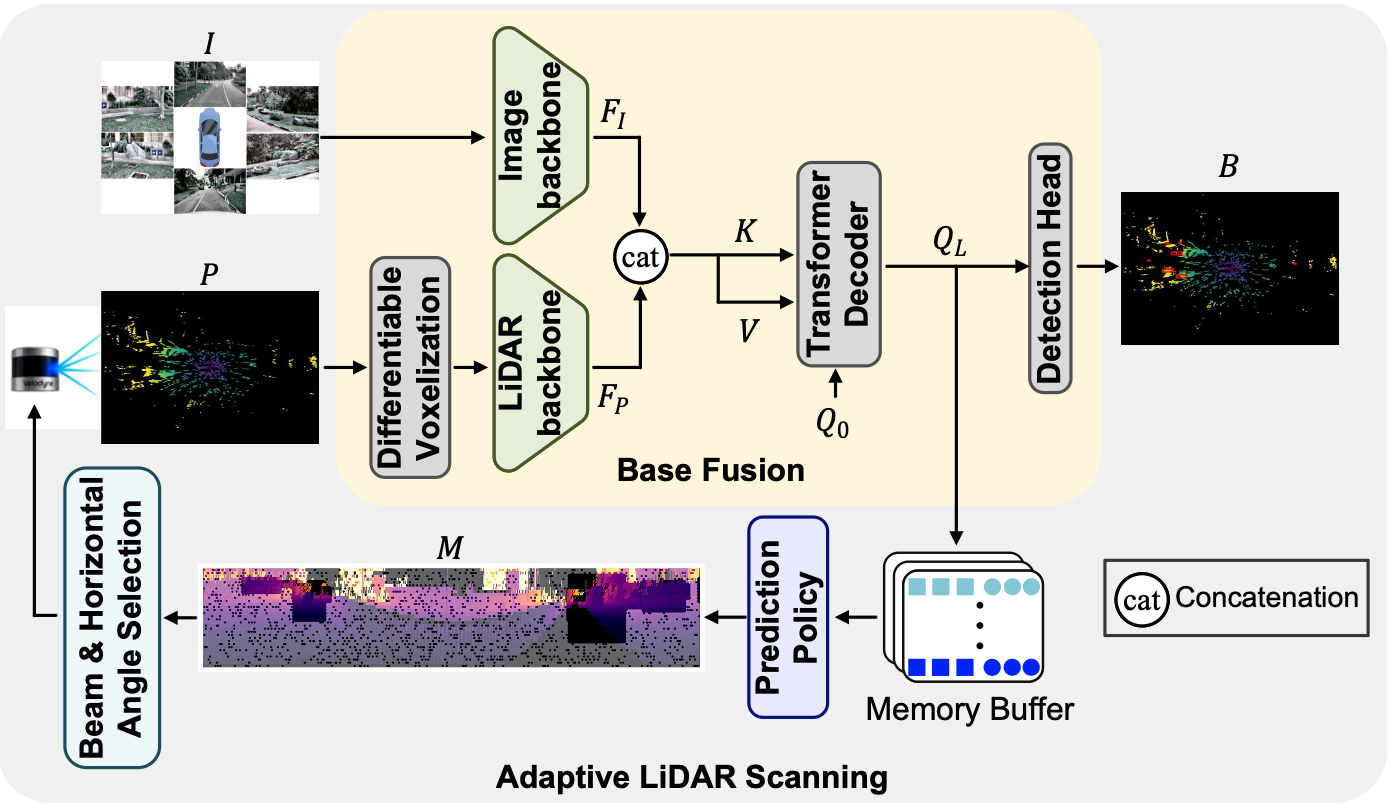 I
Image
backbone
F_I
P
Velodyne
Differentiable
Voxelization
LiDAR
backbone
F_P
cat
K
V
Transformer
Decoder
Q_0
Q_L
Detection Head
B
Base Fusion
Beam & Horizontal
Angle Selection
M
Prediction
Policy
Memory Buffer
cat Concatenation
Adaptive LiDAR Scanning